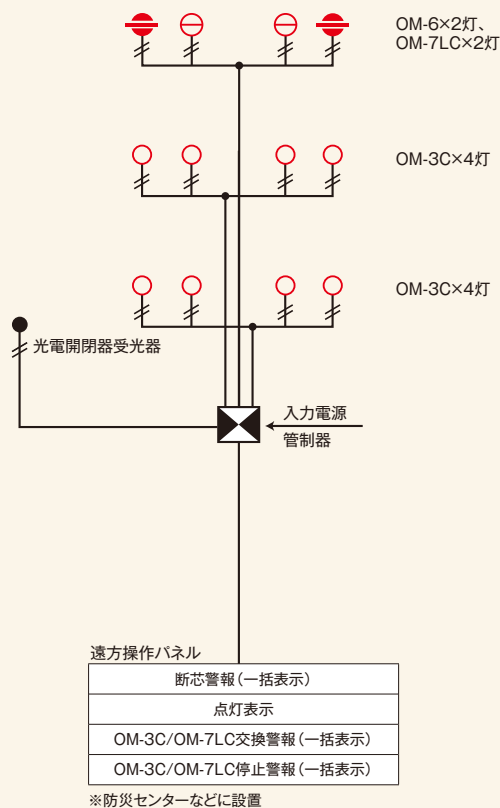 OM-6×2灯、
OM-7LC×2灯
OM-3C×4灯
OM-3C×4灯
光電開閉器受光器
入力電源
管制器
遠方操作パネル
断芯警報（一括表示）
点灯表示
OM-3C/OM-7LC交換警報（一括表示）
OM-3C/OM-7LC停止警報（一括表示）
※防災センターなどに設置